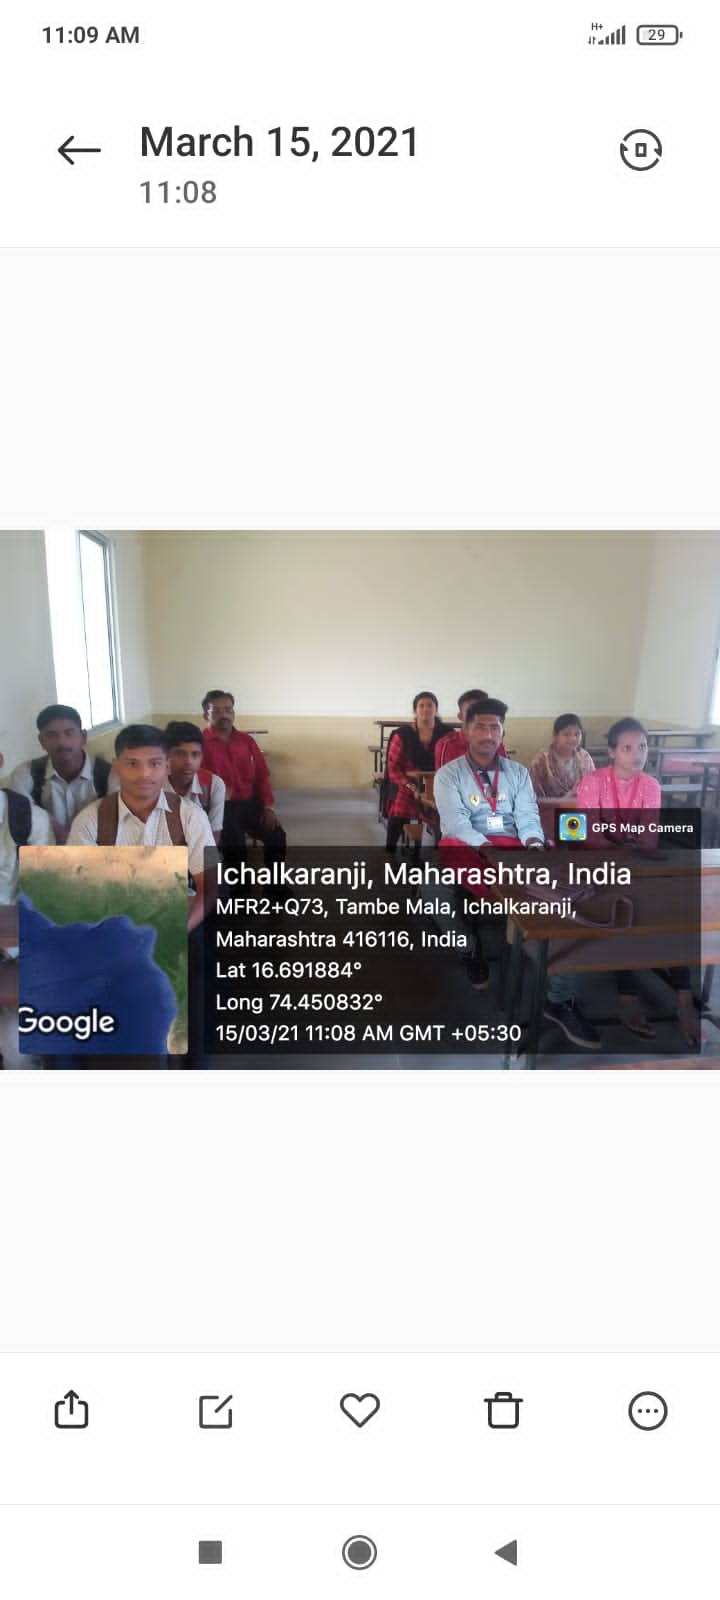 11:09 AM
H+
29
March 15, 2021
11:08
GPS Map Camera
Ichalkaranji, Maharashtra, India
MFR2+Q73, Tambe Mala, Ichalkaranji,
Maharashtra 416116, India
Lat 16.691884°
Long 74.450832°
15/03/21 11:08 AM GMT +05:30
Google